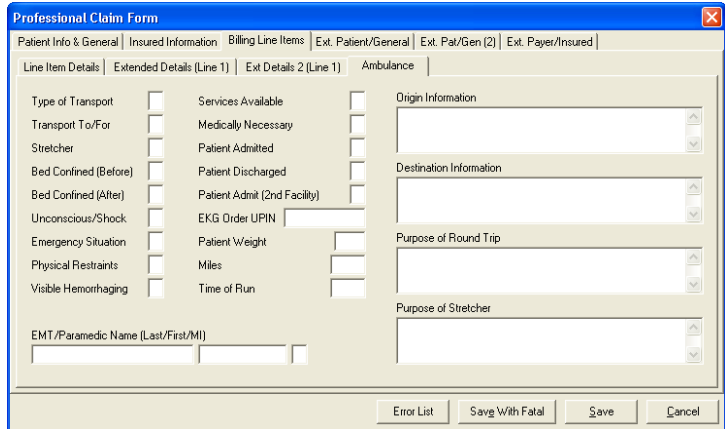 Professional Claim Form
Patient Info & General Insured Information Billing Line Items Ext. Patient/General Ext. Pat/Gen (2) Ext. Payer/Insured
Line Item Details Extended Details (Line 1) Ext Details 2 (Line 1) Ambulance
Type of Transport
Transport To/For
Stretcher
Bed Confined (Before)
Bed Confined (After)
Unconscious/Shock
Emergency Situation
Physical Restraints
Visible Hemorrhaging
Services Available
Medically Necessary
Patient Admitted
Patient Discharged
Patient Admit (2nd Facility)
EKG Order UPIN
Patient Weight
Miles
Time of Run
EMT/Paramedic Name (Last/First/MI)
Origin Information
Destination Information
Purpose of Round Trip
Purpose of Stretcher
Error List Save With Fatal Save Cancel